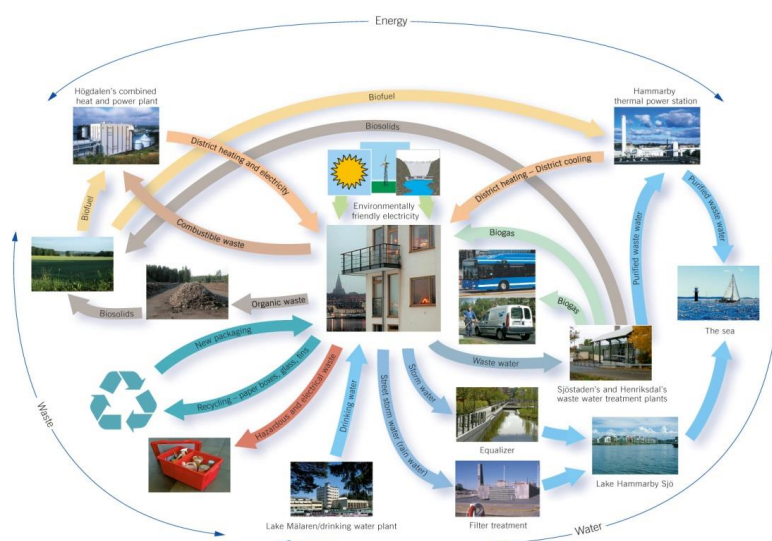 Energy
Högdalen's combined
heat and power plant
Hammarby
thermal power station
Biofuel
Biosolids
District heating and electricity
District heating – District cooling
Environmentally
friendly electricity
Combustible waste
Biofuel
Biogas
Biogas
Purified waste water
Purified waste water
The sea
Organic waste
Biosolids
New packaging
Recycling – paper boxes, glass, tins
Hazardous and electrical waste
Drinking water
Storm water
Street storm water (rain water)
Waste water
Sjöstaden's and Henriksdal's
waste water treatment plants
Equalizer
Lake Hammarby Sjö
Waste
Lake Mälaren/drinking water plant
Filter treatment
Water